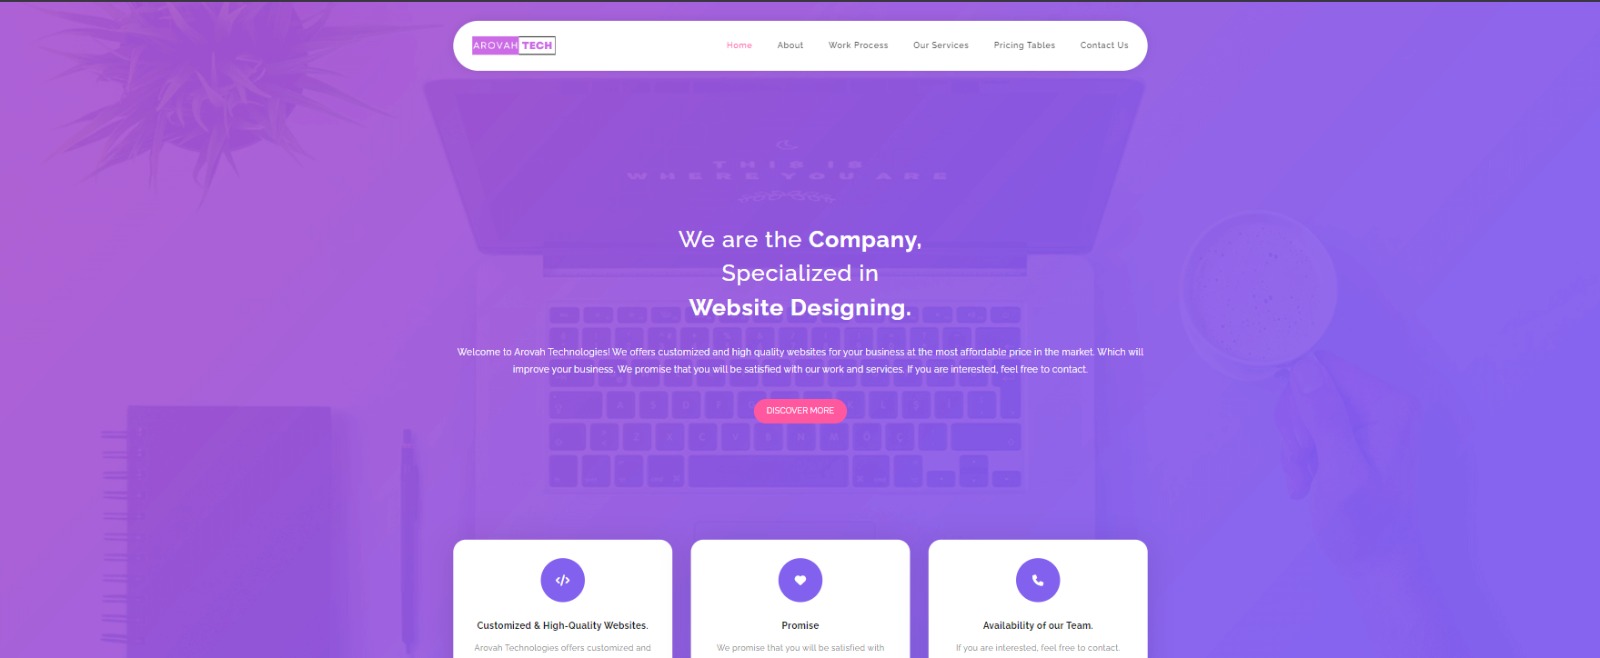 AROVAH TECH
Home About Work Process Our Services Pricing Tables Contact Us
THIS IS
WHERE YOU ARE
We are the Company,
Specialized in
Website Designing.
Welcome to Arovah Technologies! We offers customized and high quality websites for your business at the most affordable price in the market. Which will
improve your business. We promise that you will be satisfied with our work and services. If you are interested, feel free to contact.
DISCOVER MORE
Customized & High-Quality Websites.
Arovah Technologies offers customized and
Promise
We promise that you will be satisfied with
Availability of our Team.
If you are interested, feel free to contact.